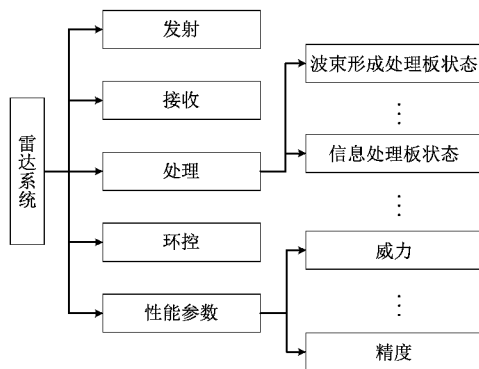 雷达系统
发射
接收
处理
环控
性能参数
波束形成处理板状态
⋮
信息处理板状态
⋮
威力
⋮
精度